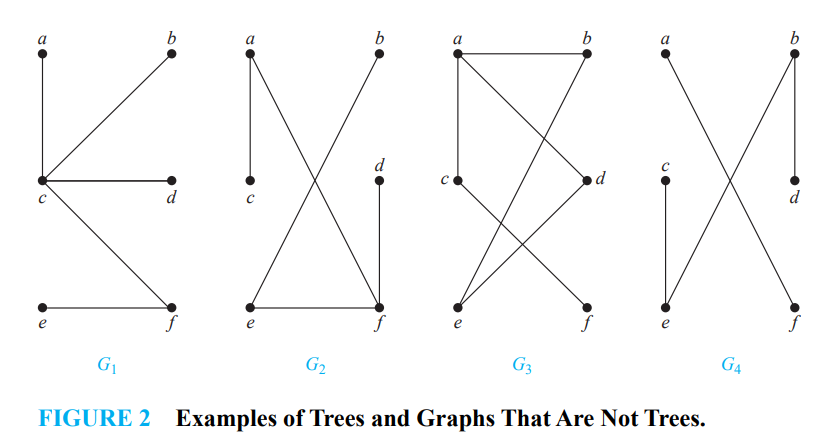 a b a b a b a b
d c
c d c c d d
e f e f e f e f
G1 G2 G3 G4
FIGURE 2 Examples of Trees and Graphs That Are Not Trees.